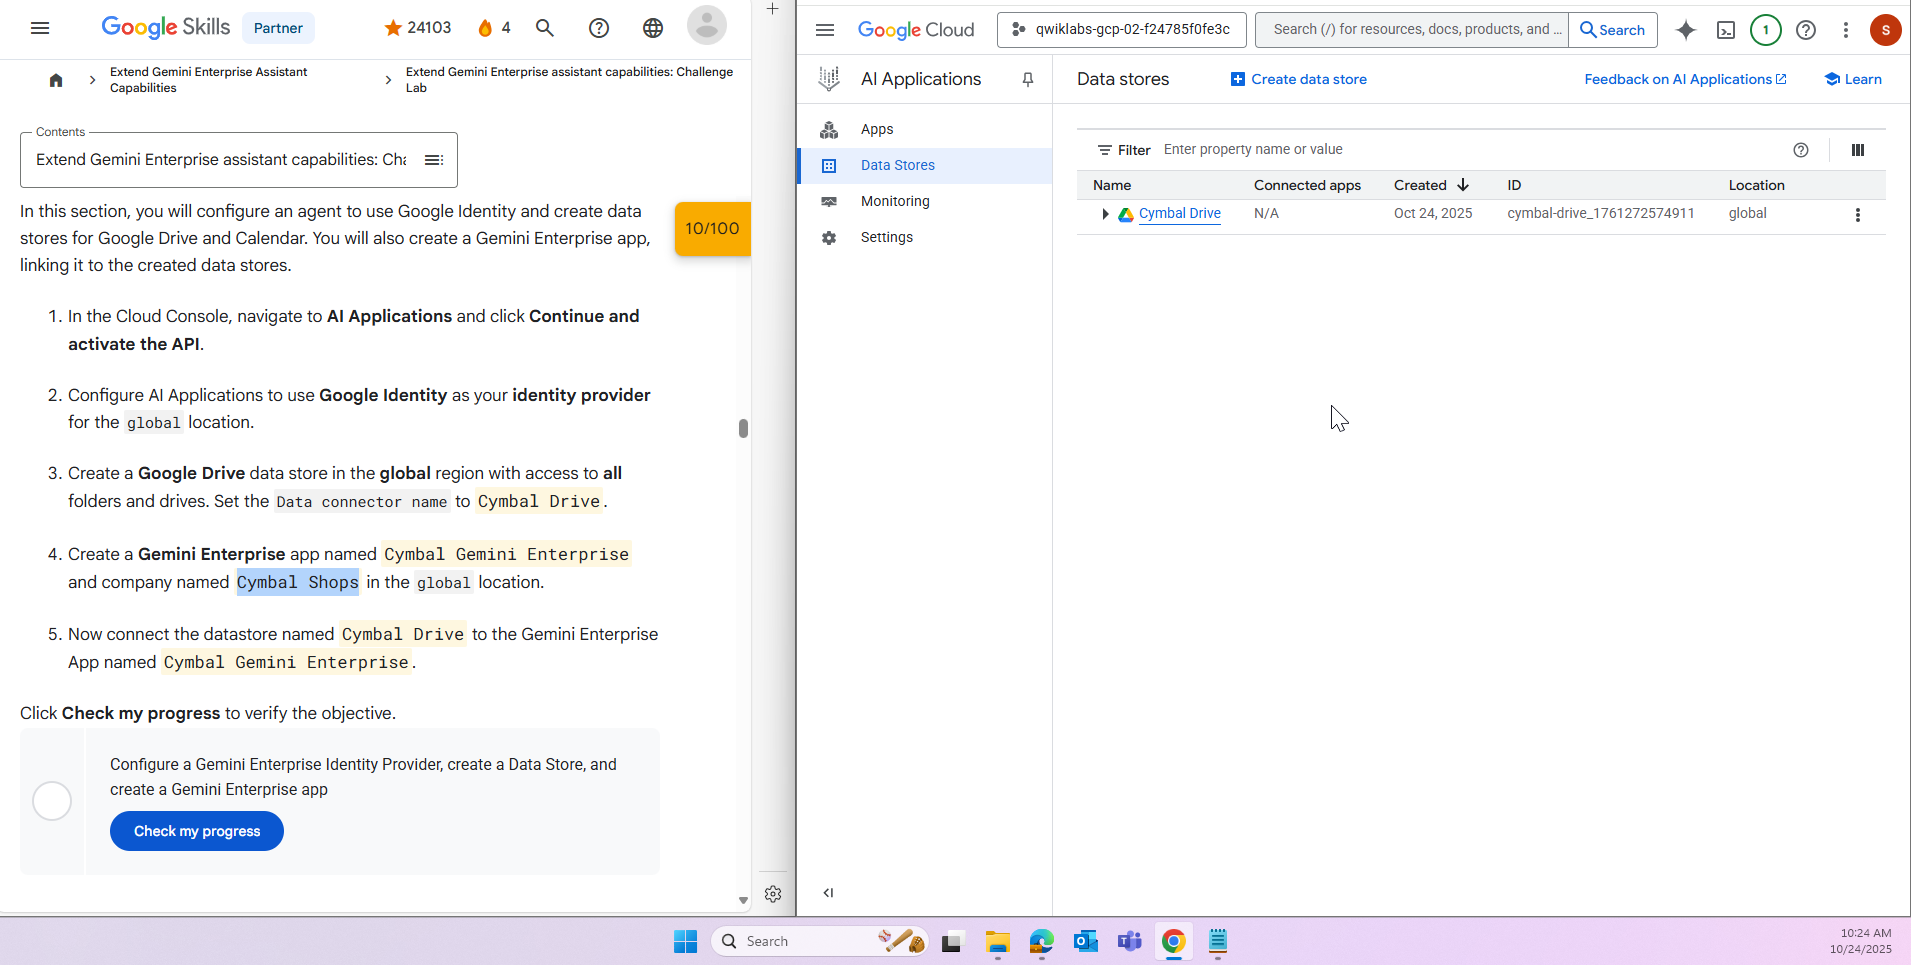 Google Skills
Partner
24103
4
Extend Gemini Enterprise Assistant
Capabilities
Extend Gemini Enterprise assistant capabilities: Challenge
Lab
Contents
Extend Gemini Enterprise assistant capabilities: Cha
In this section, you will configure an agent to use Google Identity and create data
stores for Google Drive and Calendar. You will also create a Gemini Enterprise app,
linking it to the created data stores.
10/100
1. In the Cloud Console, navigate to AI Applications and click Continue and
activate the API.
2. Configure AI Applications to use Google Identity as your identity provider
for the global location.
3. Create a Google Drive data store in the global region with access to all
folders and drives. Set the Data connector name to Cymbal Drive.
4. Create a Gemini Enterprise app named Cymbal Gemini Enterprise
and company named Cymbal Shops in the global location.
5. Now connect the datastore named Cymbal Drive to the Gemini Enterprise
App named Cymbal Gemini Enterprise.
Click Check my progress to verify the objective.
Configure a Gemini Enterprise Identity Provider, create a Data Store, and
create a Gemini Enterprise app
Check my progress
Google Cloud
qwiklabs-gcp-02-f24785f0fe3c
Search (/) for resources, docs, products, and ...
Search
1
S
AI Applications
Apps
Data Stores
Monitoring
Settings
Data stores
Create data store
Feedback on AI Applications
Learn
Filter
Enter property name or value
Name Connected apps Created ID Location
Cymbal Drive N/A Oct 24, 2025 cymbal-drive_1761272574911 global
Search
10:24 AM
10/24/2025